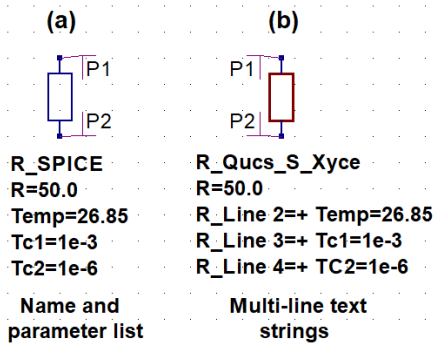 (a)
P1
P2
R_SPICE
R=50.0
Temp=26.85
Tc1=1e-3
Tc2=1e-6
Name and
parameter list
(b)
P1
P2
R_Qucs_S_Xyce
R=50.0
R_Line 2=+ Temp=26.85
R_Line 3=+ Tc1=1e-3
R_Line 4=+ TC2=1e-6
Multi-line text
strings